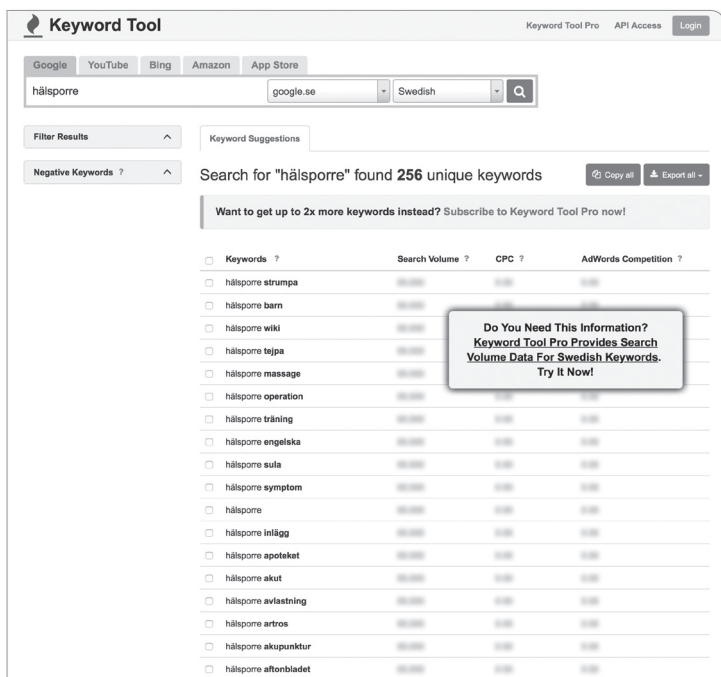 Keyword Tool
Keyword Tool Pro API Access Login
Google YouTube Bing Amazon App Store
hälsporre google.se Swedish
Filter Results
Keyword Suggestions
Negative Keywords ?
Search for "hälsporre" found 256 unique keywords
Copy all Export all
Want to get up to 2x more keywords instead? Subscribe to Keyword Tool Pro now!
Keywords ? Search Volume ? CPC ? AdWords Competition ?
hälsporre strumpa
hälsporre barn
hälsporre wiki
hälsporre tejpa
hälsporre massage
Do You Need This Information?
Keyword Tool Pro Provides Search
Volume Data For Swedish Keywords.
Try It Now!
hälsporre operation
hälsporre träning
hälsporre engelska
hälsporre sula
hälsporre symptom
hälsporre
hälsporre inlägg
hälsporre apoteket
hälsporre akut
hälsporre avlastning
hälsporre artros
hälsporre akupunktur
hälsporre aftonbladet